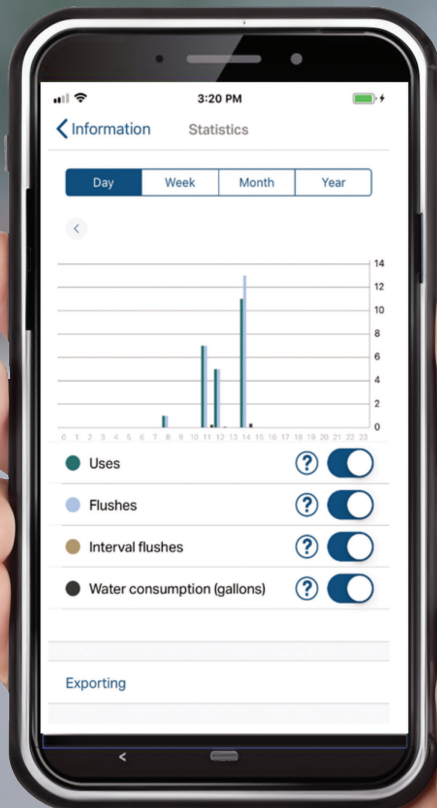 3:20 PM
Information Statistics
Day Week Month Year
14
12
10
8
6
4
2
0
0 1 2 3 4 5 6 7 8 9 10 11 12 13 14 15 16 17 18 19 20 21 22 23
Uses ?
Flushes ?
Interval flushes ?
Water consumption (gallons) ?
Exporting